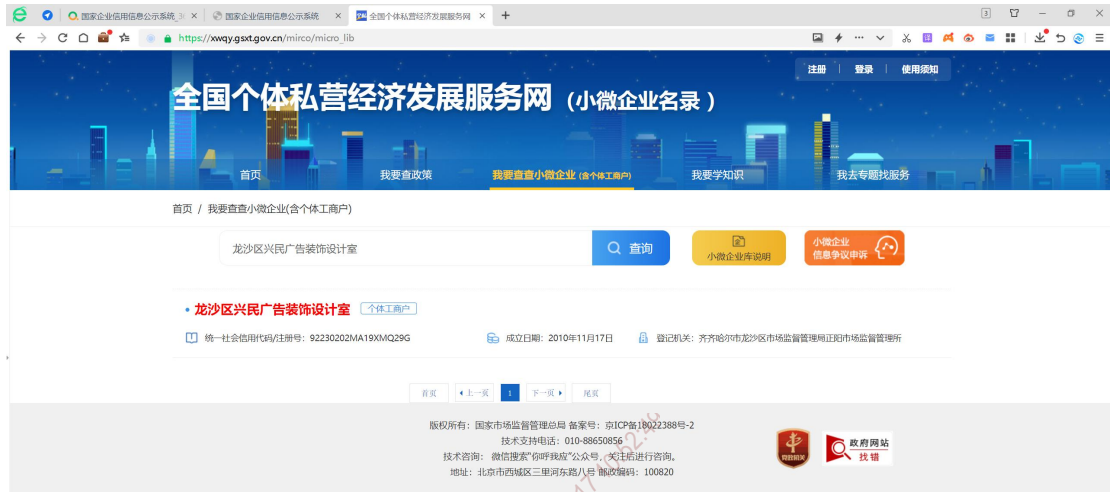 国家企业信用信息公示系统_3
国家企业信用信息公示系统
全国个体私营经济发展服务网
3
https://xwqy.gsxt.gov.cn/mirco/micro_lib
注册 登录 使用须知
全国个体私营经济发展服务网（小微企业名录 ）
首页 我要查政策 我要查查小微企业 (含个体工商户) 我要学知识 我去专题找服务
首页 / 我要查查小微企业(含个体工商户)
龙沙区兴民广告装饰设计室 查询
小微企业库说明
小微企业
信息争议申诉
龙沙区兴民广告装饰设计室 个体工商户
统一社会信用代码/注册号：92230202MA19XMQ29G 成立日期：2010年11月17日 登记机关：齐齐哈尔市龙沙区市场监督管理局正阳市场监督管理所
首页 上一页 1 下一页 尾页
版权所有：国家市场监督管理总局 备案号：京ICP备18022388号-2
技术支持电话：010-88650856
技术咨询： 微信搜索“你呼我应”公众号，关注后进行咨询。
地址：北京市西城区三里河东路八号 邮政编码：100820
党政机关
政府网站
找错